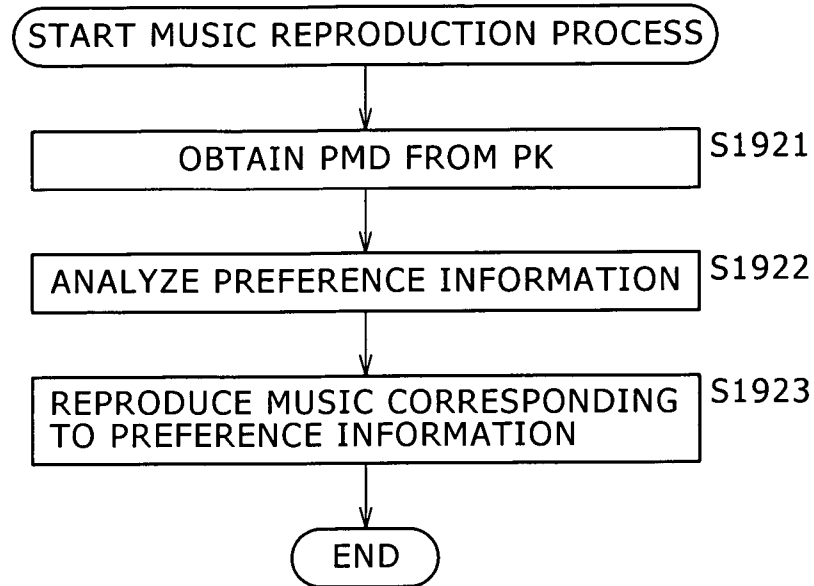 START MUSIC REPRODUCTION PROCESS
OBTAIN PMD FROM PK
S1921
ANALYZE PREFERENCE INFORMATION
S1922
REPRODUCE MUSIC CORRESPONDING
TO PREFERENCE INFORMATION
S1923
END